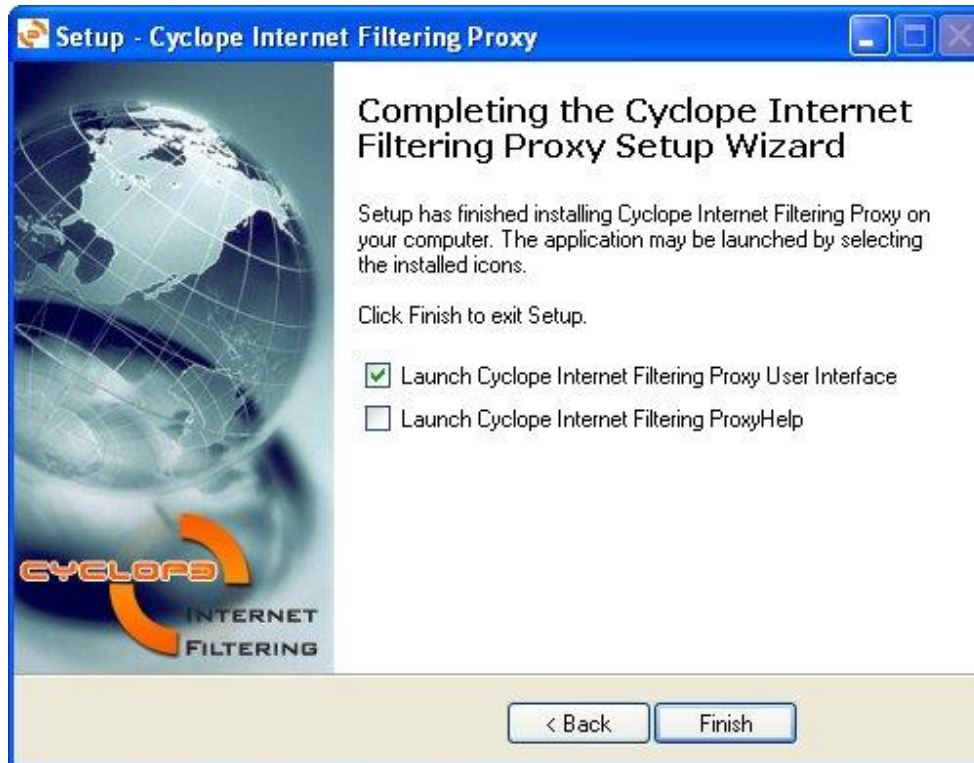 Setup - Cyclope Internet Filtering Proxy
Completing the Cyclope Internet
Filtering Proxy Setup Wizard
Setup has finished installing Cyclope Internet Filtering Proxy on
your computer. The application may be launched by selecting
the installed icons.
Click Finish to exit Setup.
Launch Cyclope Internet Filtering Proxy User Interface
Launch Cyclope Internet Filtering ProxyHelp
CYCLOPE
INTERNET
FILTERING
< Back
Finish